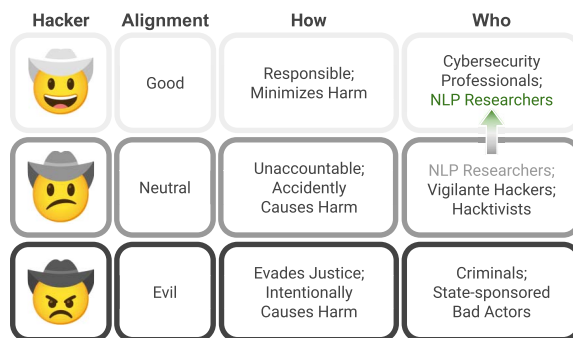 Hacker Alignment How Who
Good
Responsible;
Minimizes Harm
Cybersecurity
Professionals;
NLP Researchers
Neutral
Unaccountable;
Accidently
Causes Harm
NLP Researchers;
Vigilante Hackers;
Hacktivists
Evil
Evades Justice;
Intentionally
Causes Harm
Criminals;
State-sponsored
Bad Actors